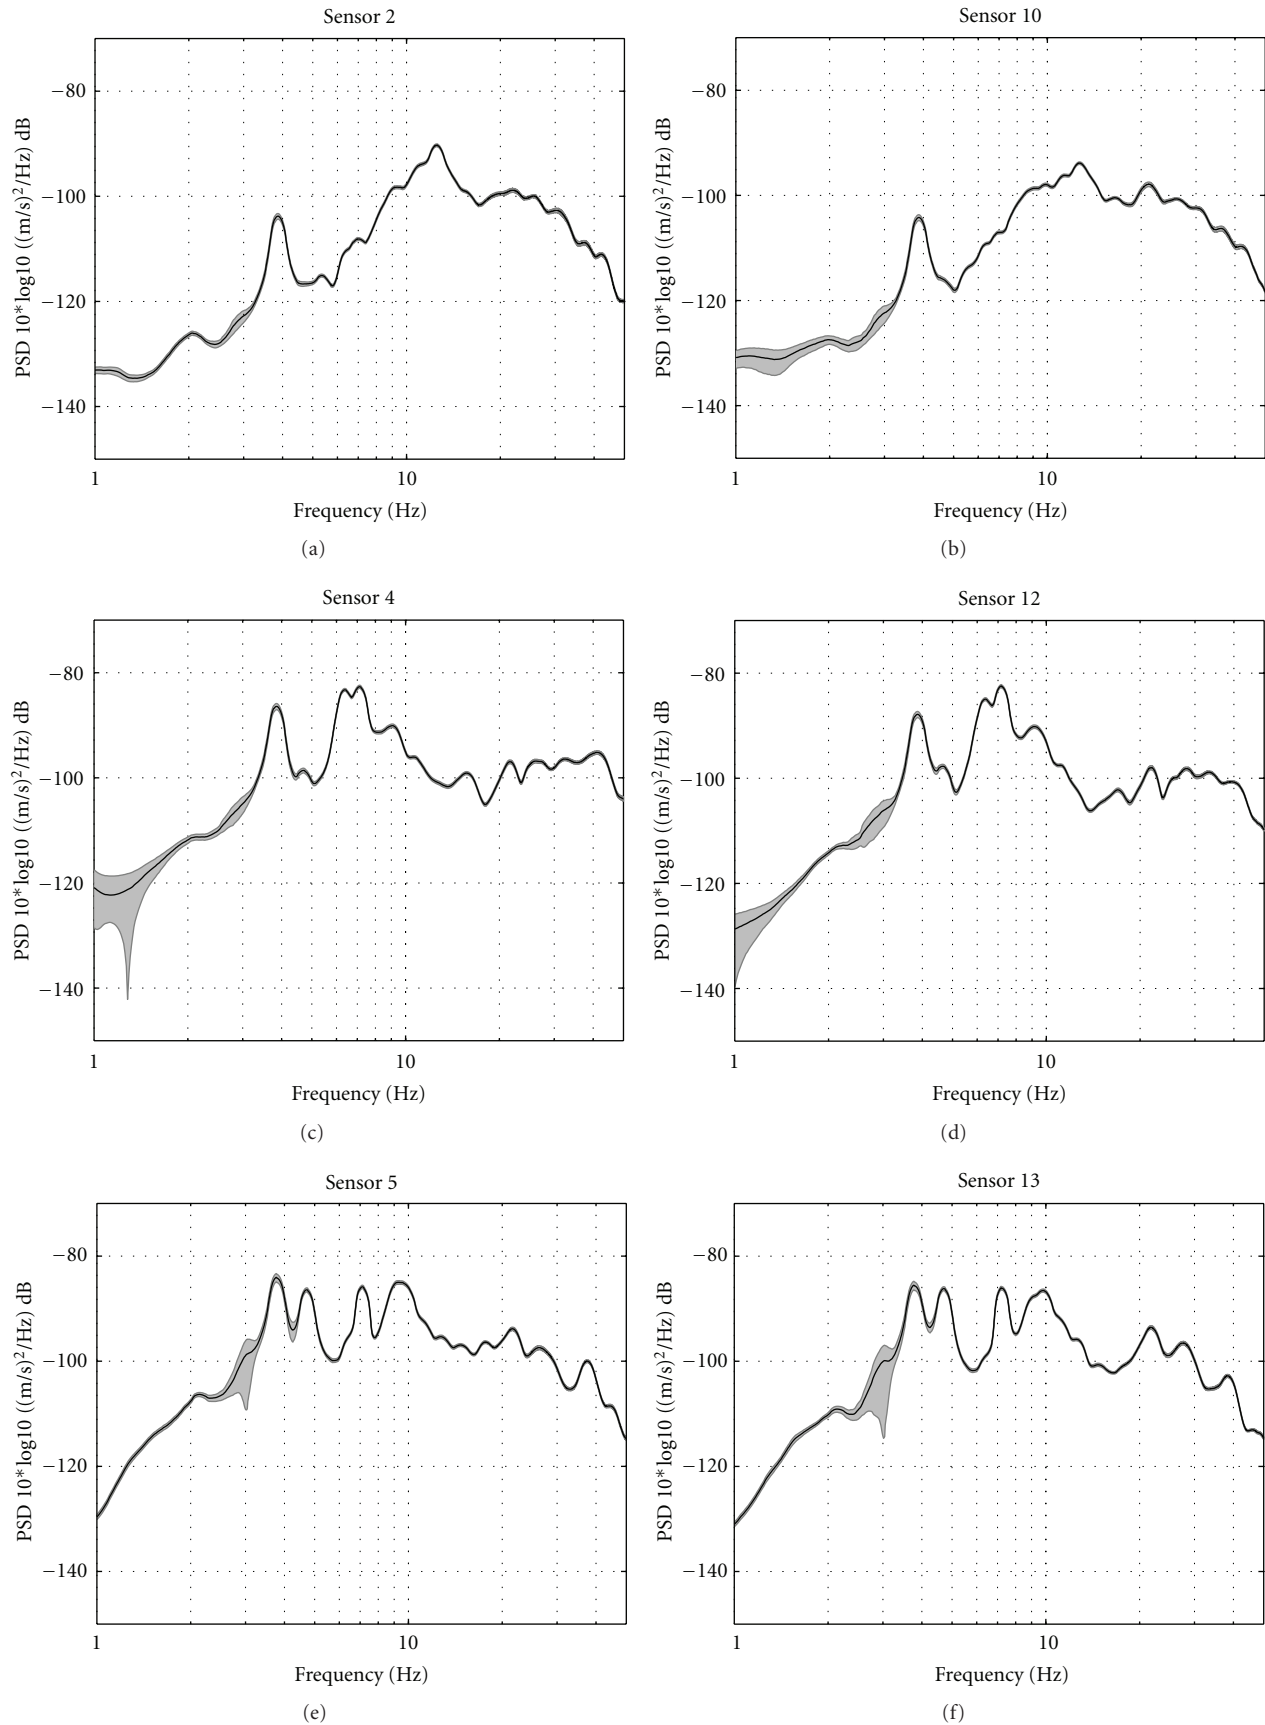 Sensor 2
−80
−100
−120
−140
PSD 10*log10 ((m/s)²/Hz) dB
1
10
Frequency (Hz)
(a)
Sensor 10
−80
−100
−120
−140
PSD 10*log10 ((m/s)²/Hz) dB
1
10
Frequency (Hz)
(b)
Sensor 4
−80
−100
−120
−140
PSD 10*log10 ((m/s)²/Hz) dB
1
10
Frequency (Hz)
(c)
Sensor 12
−80
−100
−120
−140
PSD 10*log10 ((m/s)²/Hz) dB
1
10
Frequency (Hz)
(d)
Sensor 5
−80
−100
−120
−140
PSD 10*log10 ((m/s)²/Hz) dB
1
10
Frequency (Hz)
(e)
Sensor 13
−80
−100
−120
−140
PSD 10*log10 ((m/s)²/Hz) dB
1
10
Frequency (Hz)
(f)